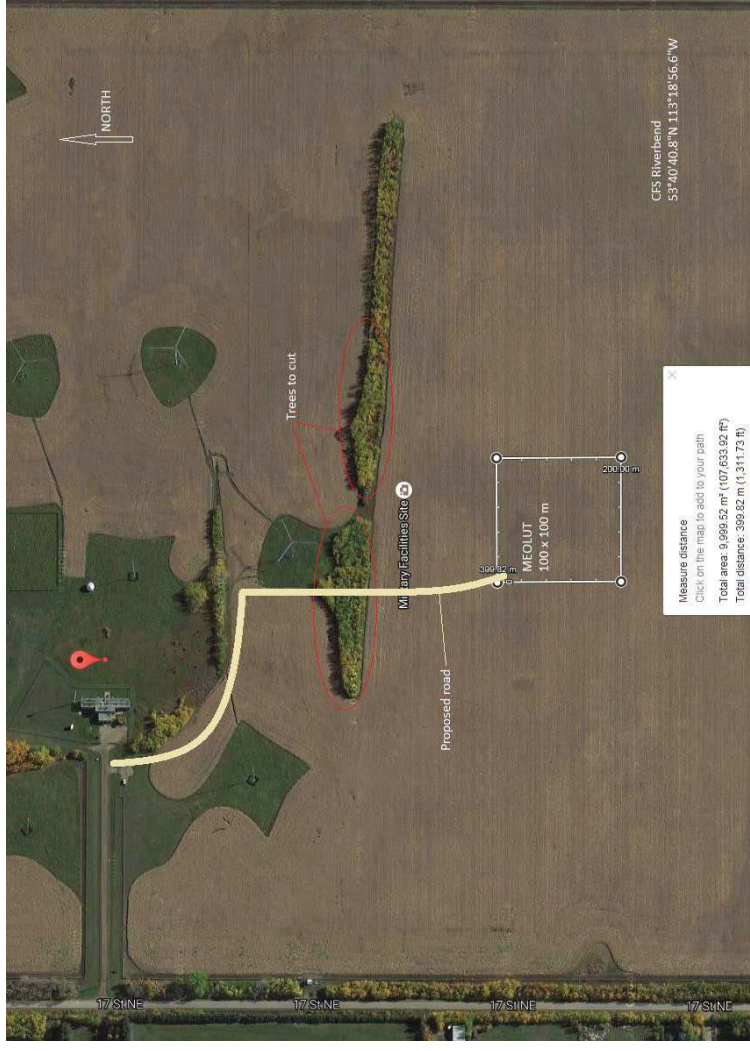 NORTH
Trees to cut
Military Facilities Site
Proposed road
399.82 m
MEOLUT
100 x 100 m
200.00 m
CFS Riverbend
53°40'40.8"N 113°18'56.6"W
Measure distance
Click on the map to add to your path
Total area: 9,999.52 m² (107,633.92 ft²)
Total distance: 399.82 m (1,311.73 ft)
17 St NE
17 St NE
17 St NE
17 St NE